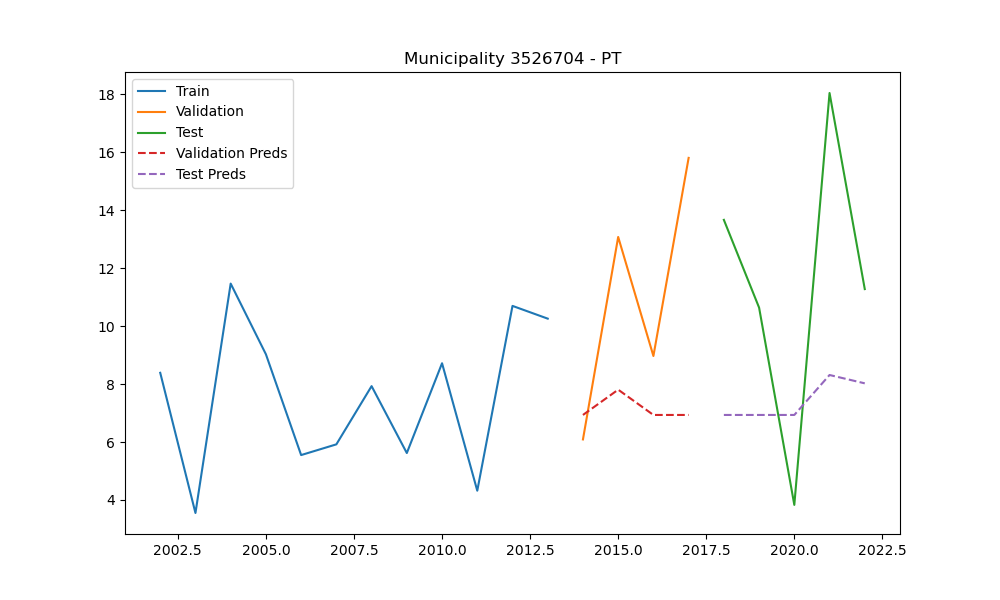 Municipality 3526704 - PT
Train
Validation
Test
Validation Preds
Test Preds
18
16
14
12
10
8
6
4
2002.5 2005.0 2007.5 2010.0 2012.5 2015.0 2017.5 2020.0 2022.5